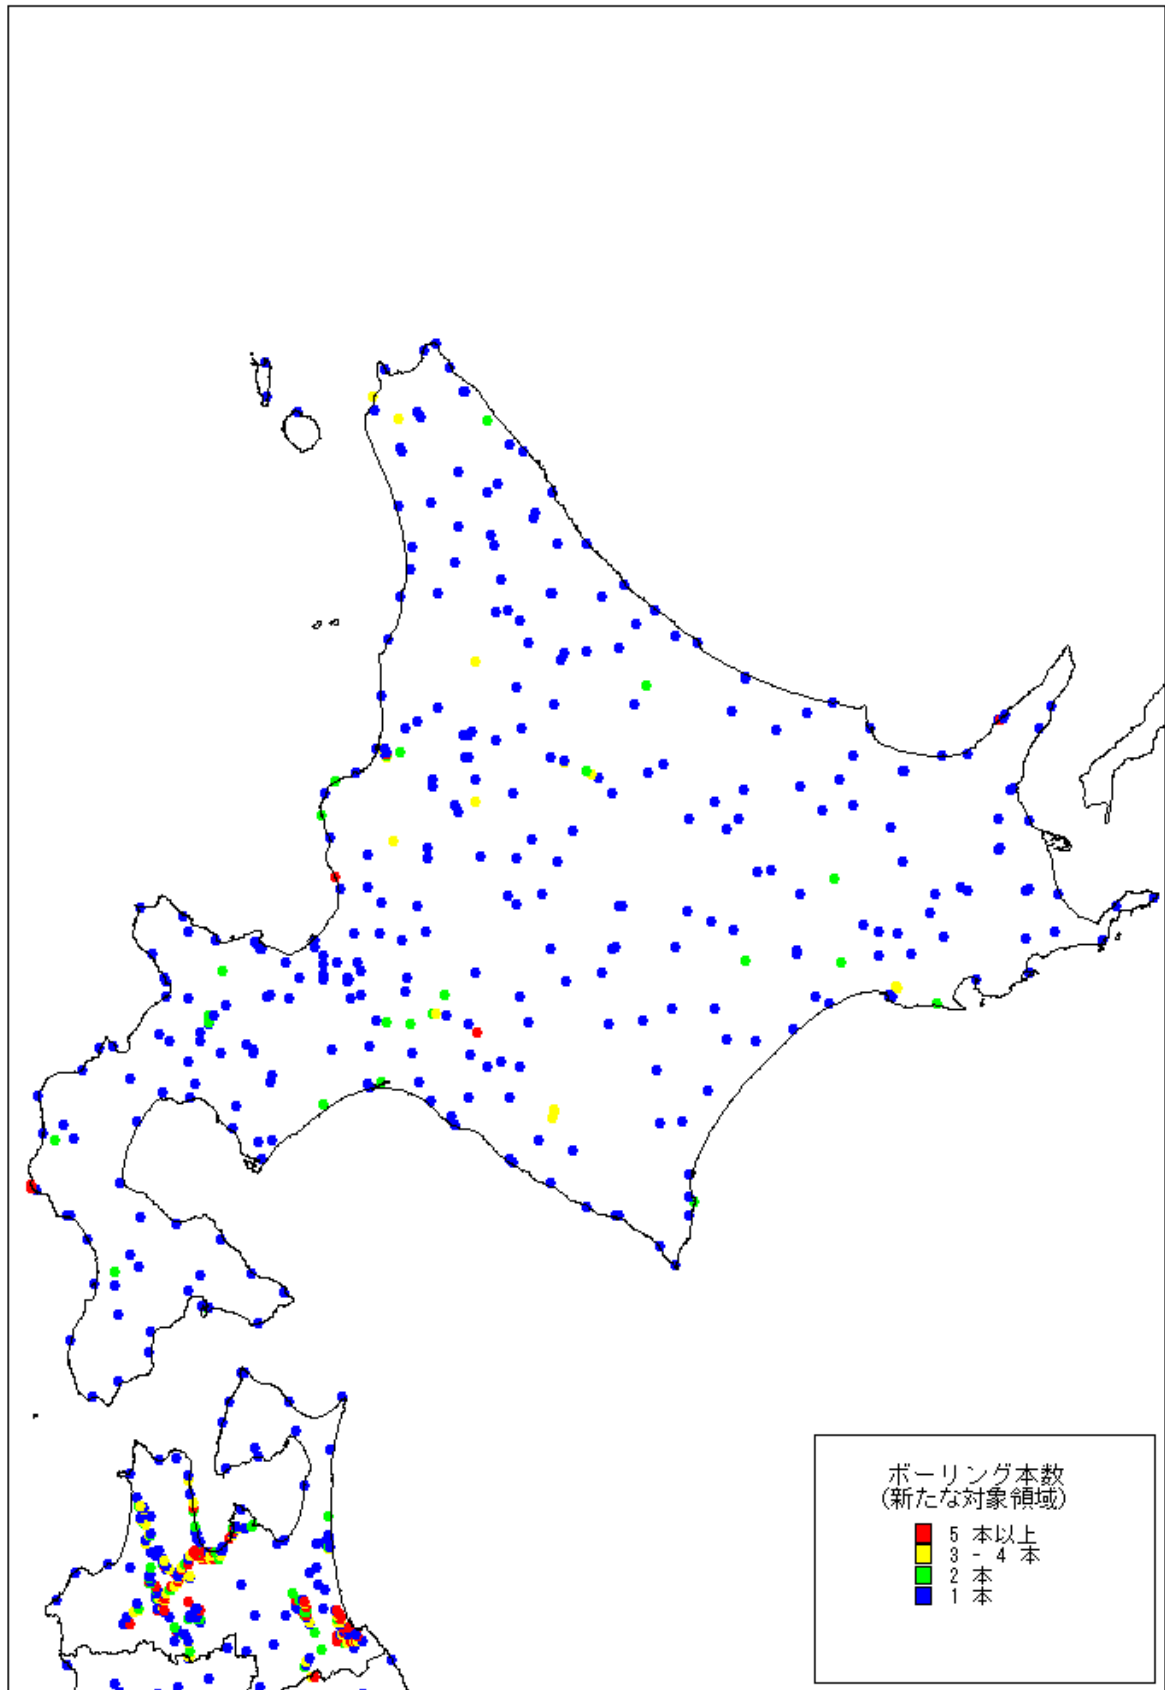 ボーリング本数
(新たな対象領域)
5 本以上
3 - 4 本
2 本
1 本